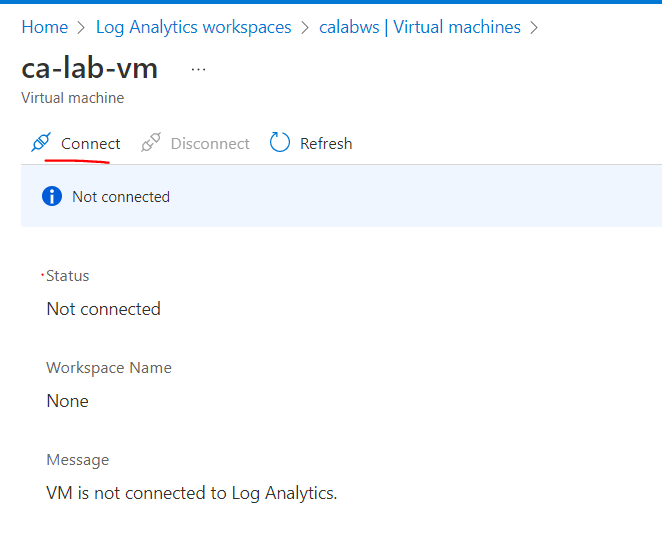 Home > Log Analytics workspaces > calabws | Virtual machines >
ca-lab-vm ...
Virtual machine
Connect Disconnect Refresh
Not connected
*Status
Not connected
Workspace Name
None
Message
VM is not connected to Log Analytics.